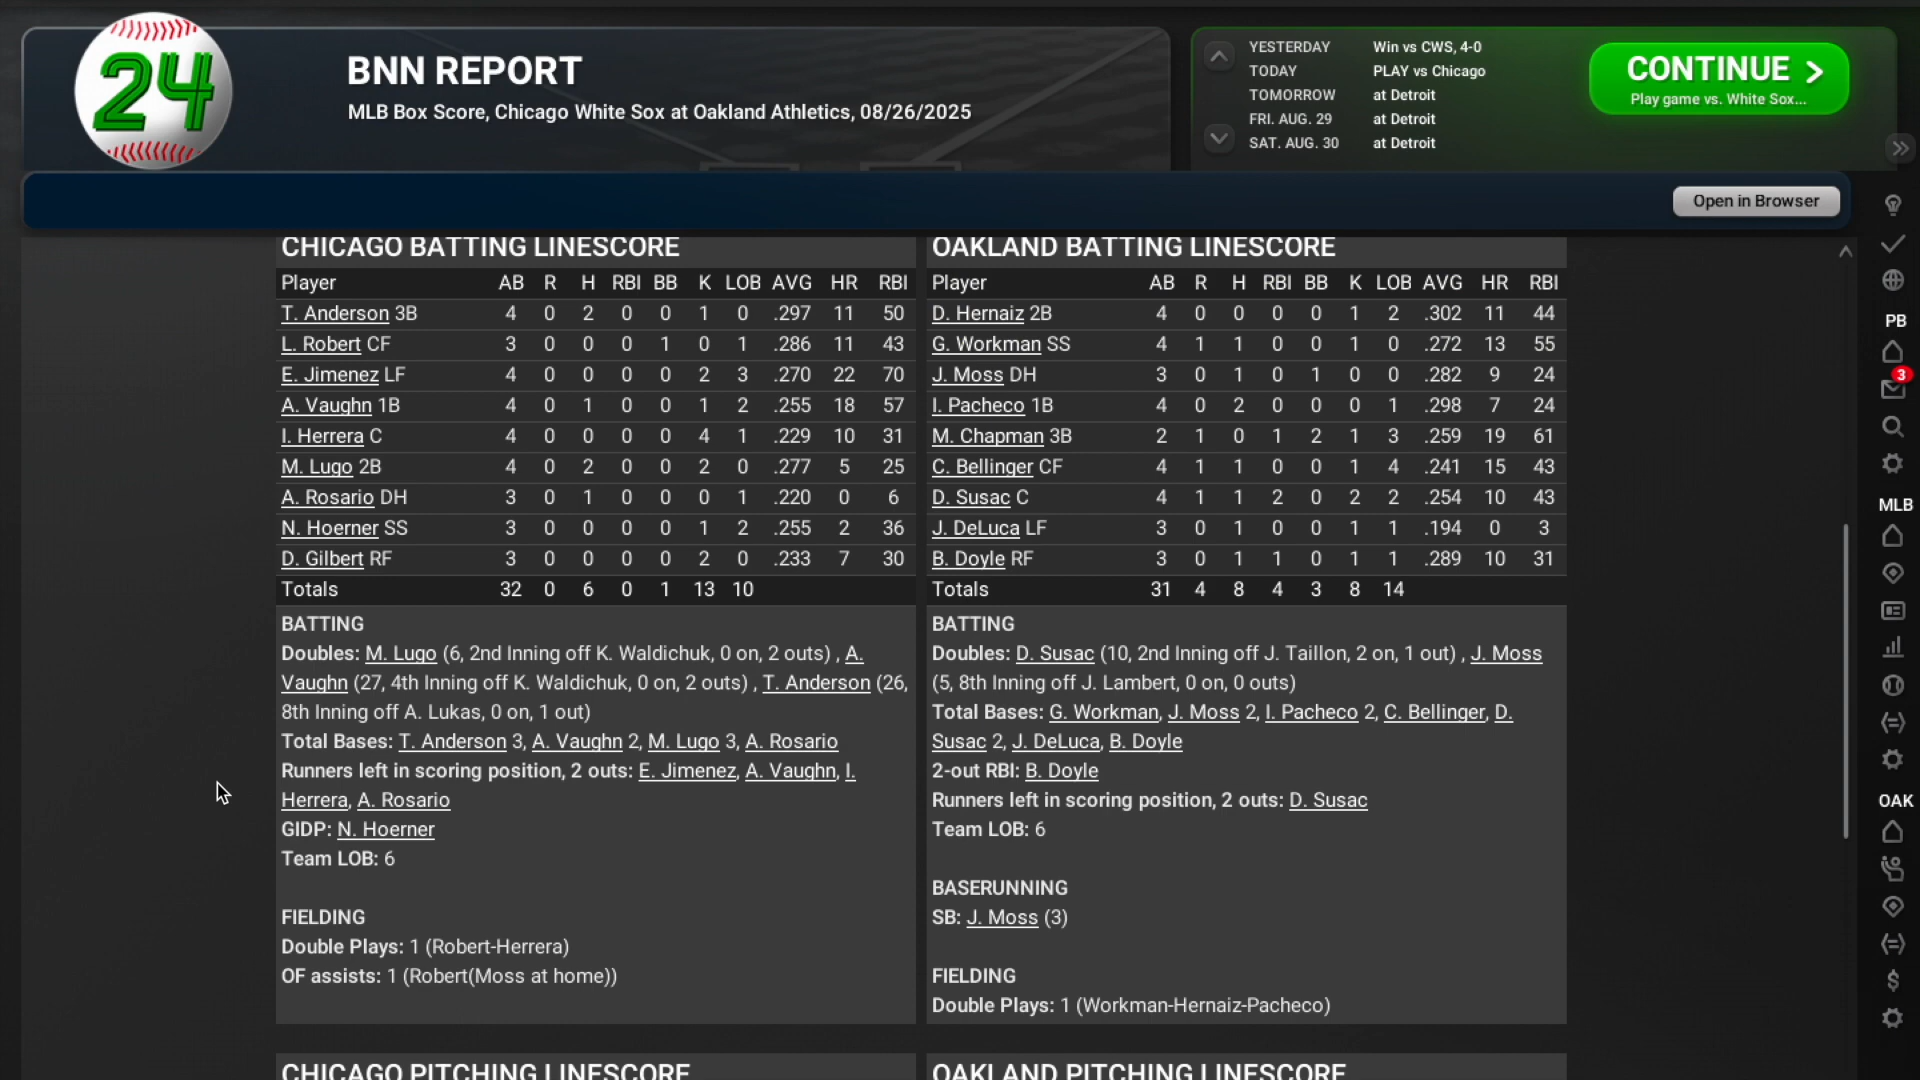 24
BNN REPORT
MLB Box Score, Chicago White Sox at Oakland Athletics, 08/26/2025
YESTERDAY Win vs CWS, 4-0
TODAY PLAY vs Chicago
TOMORROW at Detroit
FRI. AUG. 29 at Detroit
SAT. AUG. 30 at Detroit
CONTINUE
Play game vs. White Sox...
Open in Browser
CHICAGO BATTING LINESCORE
Player AB R H RBI BB K LOB AVG HR RBI
T. Anderson 3B 4 0 2 0 0 1 0 .297 11 50
L. Robert CF 3 0 0 0 1 0 1 .286 11 43
E. Jimenez LF 4 0 0 0 0 2 3 .270 22 70
A. Vaughn 1B 4 0 1 0 0 1 2 .255 18 57
I. Herrera C 4 0 0 0 0 4 1 .229 10 31
M. Lugo 2B 4 0 2 0 0 2 0 .277 5 25
A. Rosario DH 3 0 1 0 0 0 1 .220 0 6
N. Hoerner SS 3 0 0 0 0 1 2 .255 2 36
D. Gilbert RF 3 0 0 0 0 2 0 .233 7 30
Totals 32 0 6 0 1 13 10
BATTING
Doubles: M. Lugo (6, 2nd Inning off K. Waldichuk, 0 on, 2 outs) , A.
Vaughn (27, 4th Inning off K. Waldichuk, 0 on, 2 outs) , T. Anderson (26,
8th Inning off A. Lukas, 0 on, 1 out)
Total Bases: T. Anderson 3, A. Vaughn 2, M. Lugo 3, A. Rosario
Runners left in scoring position, 2 outs: E. Jimenez, A. Vaughn, I.
Herrera, A. Rosario
GIDP: N. Hoerner
Team LOB: 6
FIELDING
Double Plays: 1 (Robert-Herrera)
OF assists: 1 (Robert(Moss at home))
OAKLAND BATTING LINESCORE
Player AB R H RBI BB K LOB AVG HR RBI
D. Hernaiz 2B 4 0 0 0 0 1 2 .302 11 44
G. Workman SS 4 1 1 0 0 1 0 .272 13 55
J. Moss DH 3 0 1 0 1 0 0 .282 9 24
I. Pacheco 1B 4 0 2 0 0 0 1 .298 7 24
M. Chapman 3B 2 1 0 1 2 1 3 .259 19 61
C. Bellinger CF 4 1 1 0 0 1 4 .241 15 43
D. Susac C 4 1 1 2 0 2 2 .254 10 43
J. DeLuca LF 3 0 1 0 0 1 1 .194 0 3
B. Doyle RF 3 0 1 1 0 1 1 .289 10 31
Totals 31 4 8 4 3 8 14
BATTING
Doubles: D. Susac (10, 2nd Inning off J. Taillon, 2 on, 1 out) , J. Moss
(5, 8th Inning off J. Lambert, 0 on, 0 outs)
Total Bases: G. Workman, J. Moss 2, I. Pacheco 2, C. Bellinger, D.
Susac 2, J. DeLuca, B. Doyle
2-out RBI: B. Doyle
Runners left in scoring position, 2 outs: D. Susac
Team LOB: 6
BASERUNNING
SB: J. Moss (3)
FIELDING
Double Plays: 1 (Workman-Hernaiz-Pacheco)
CHICAGO PITCHING LINESCORE
OAKLAND PITCHING LINESCORE
PB
3
MLB
OAK